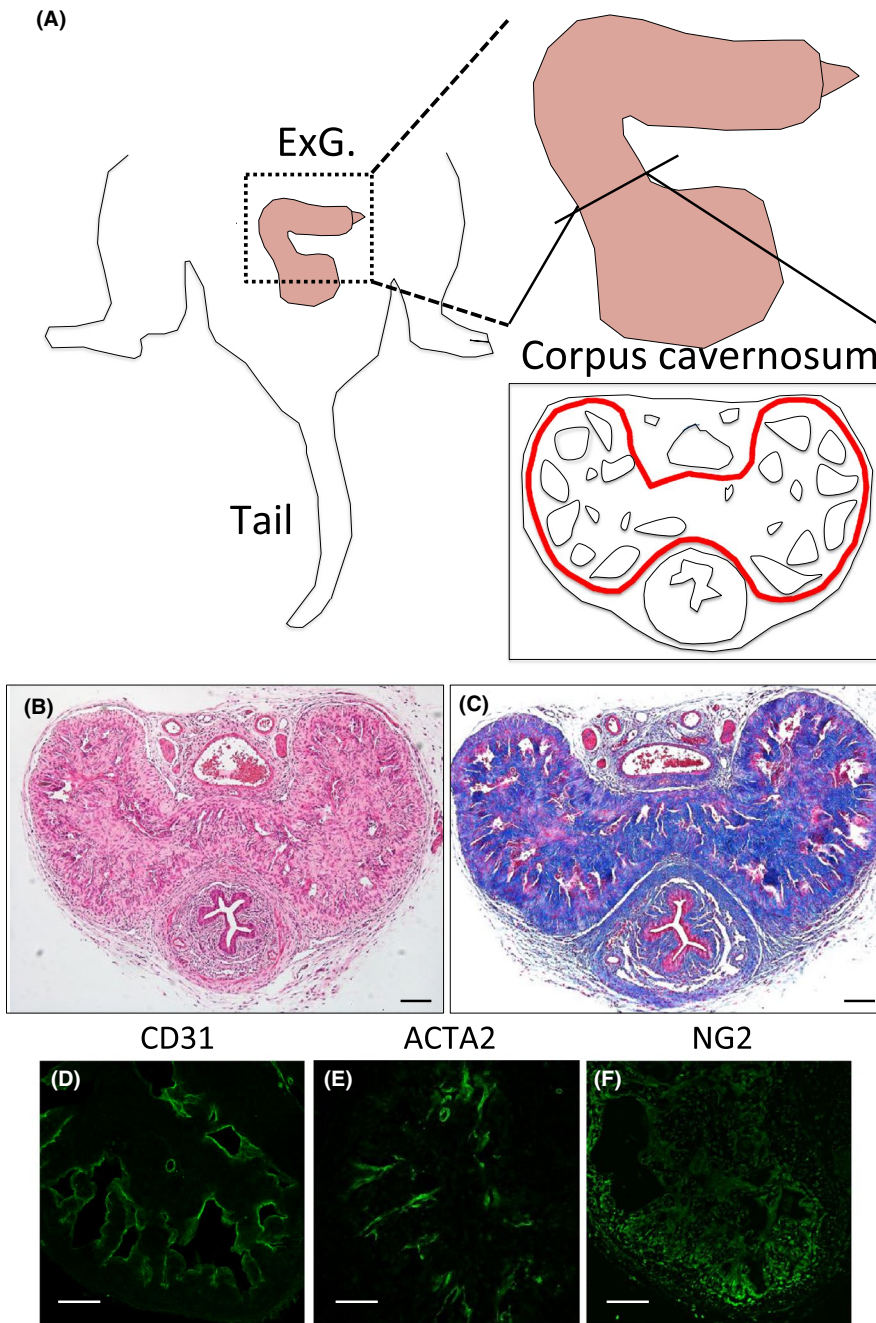 (A)
ExG.
Corpus cavernosum
Tail
(B)
(C)
CD31
ACTA2
NG2
(D)
(E)
(F)